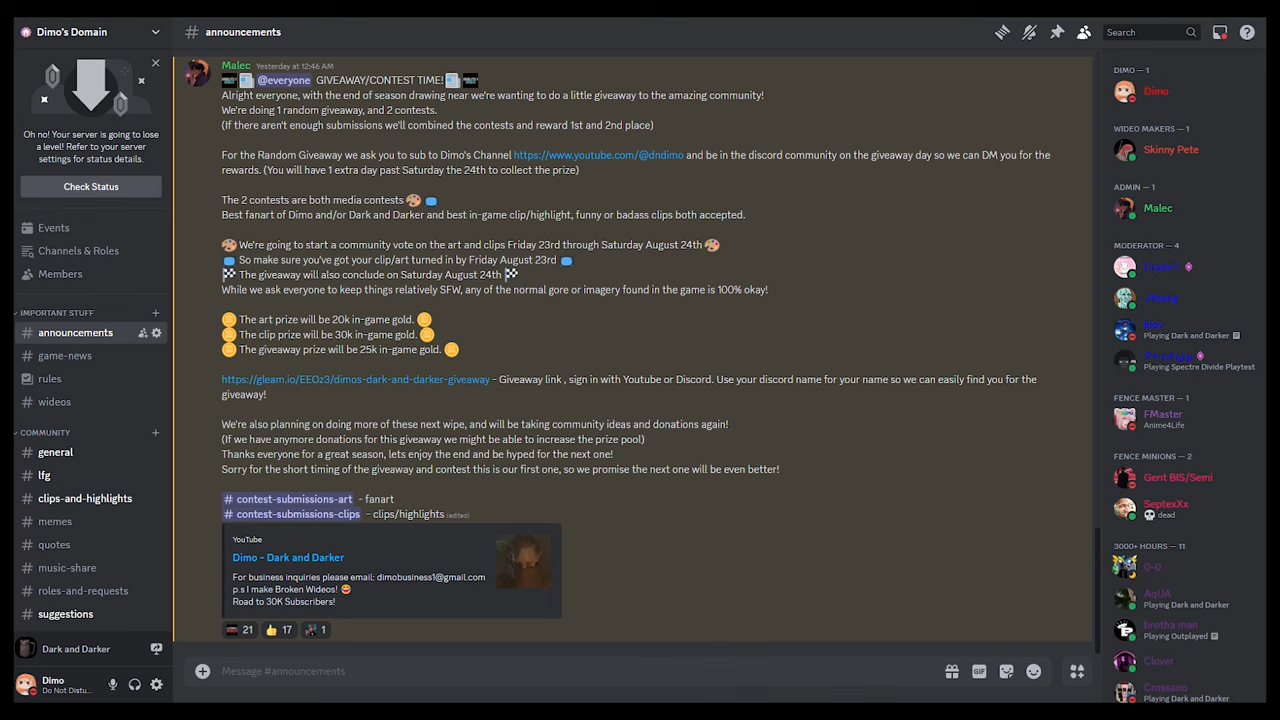 Dimo's Domain
Oh no! Your server is going to lose
a level! Refer to your server
settings for status details.
Check Status
Events
Channels & Roles
Members
IMPORTANT STUFF
announcements
game-news
rules
videos
COMMUNITY
general
lfg
clips-and-highlights
memes
quotes
music-share
roles-and-requests
suggestions
Dark and Darker
Dimo
Do Not Distu...
# announcements
Search
Malec Yesterday at 12:46 AM
@everyone GIVEAWAY/CONTEST TIME!
Alright everyone, with the end of season drawing near we're wanting to do a little giveaway to the amazing community!
We're doing 1 random giveaway, and 2 contests.
(If there aren't enough submissions we'll combined the contests and reward 1st and 2nd place)
For the Random Giveaway we ask you to sub to Dimo's Channel https://www.youtube.com/@dndimo and be in the discord community on the giveaway day so we can DM you for the
rewards. (You will have 1 extra day past Saturday the 24th to collect the prize)
The 2 contests are both media contests
Best fanart of Dimo and/or Dark and Darker and best in-game clip/highlight, funny or badass clips both accepted.
We're going to start a community vote on the art and clips Friday 23rd through Saturday August 24th
So make sure you've got your clip/art turned in by Friday August 23rd
The giveaway will also conclude on Saturday August 24th
While we ask everyone to keep things relatively SFW, any of the normal gore or imagery found in the game is 100% okay!
The art prize will be 20k in-game gold.
The clip prize will be 30k in-game gold.
The giveaway prize will be 25k in-game gold.
https://gleam.io/EEOz3/dimos-dark-and-darker-giveaway - Giveaway link , sign in with Youtube or Discord. Use your discord name for your name so we can easily find you for the
giveaway!
We're also planning on doing more of these next wipe, and will be taking community ideas and donations again!
(If we have anymore donations for this giveaway we might be able to increase the prize pool)
Thanks everyone for a great season, lets enjoy the end and be hyped for the next one!
Sorry for the short timing of the giveaway and contest this is our first one, so we promise the next one will be even better!
# contest-submissions-art - fanart
# contest-submissions-clips - clips/highlights (edited)
YouTube
Dimo - Dark and Darker
For business inquiries please email: dimobusiness1@gmail.com
p.s I make Broken Wideos!
Road to 30K Subscribers!
21 17 1
Message #announcements
GIF
DIMO — 1
Dimo
WIDEO MAKERS — 1
Skinny Pete
ADMIN — 1
Malec
MODERATOR — 4
Playing Dark and Darker
Playing Spectre Divide Playtest
FENCE MASTER — 1
FMaster
Anime4Life
FENCE MINIONS — 2
Gent BIS/Semi
SeptexXx
dead
3000+ HOURS — 11
0-0
AqUA
Playing Dark and Darker
brotha man
Playing Outplayed
Clover
Crossano
Playing Dark and Darker